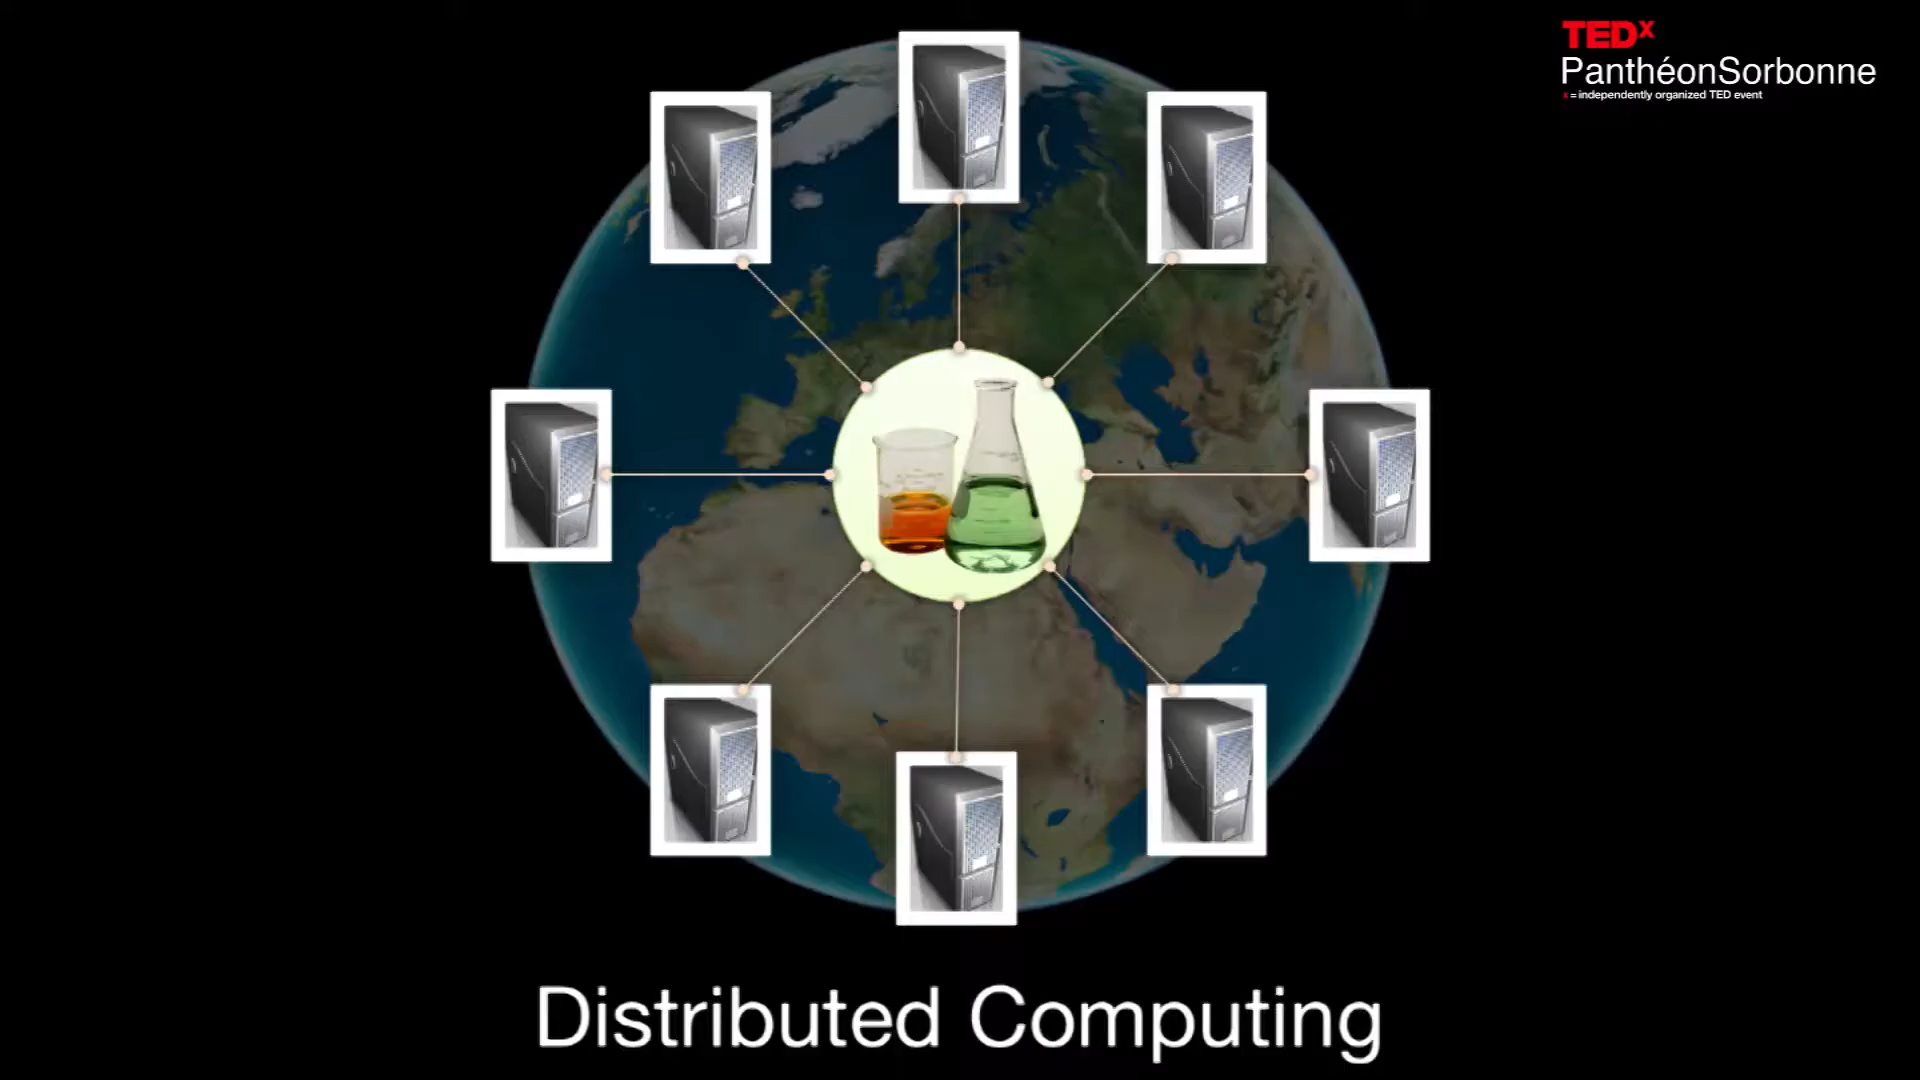 TEDx
PanthéonSorbonne
x = independently organized TED event
Distributed Computing